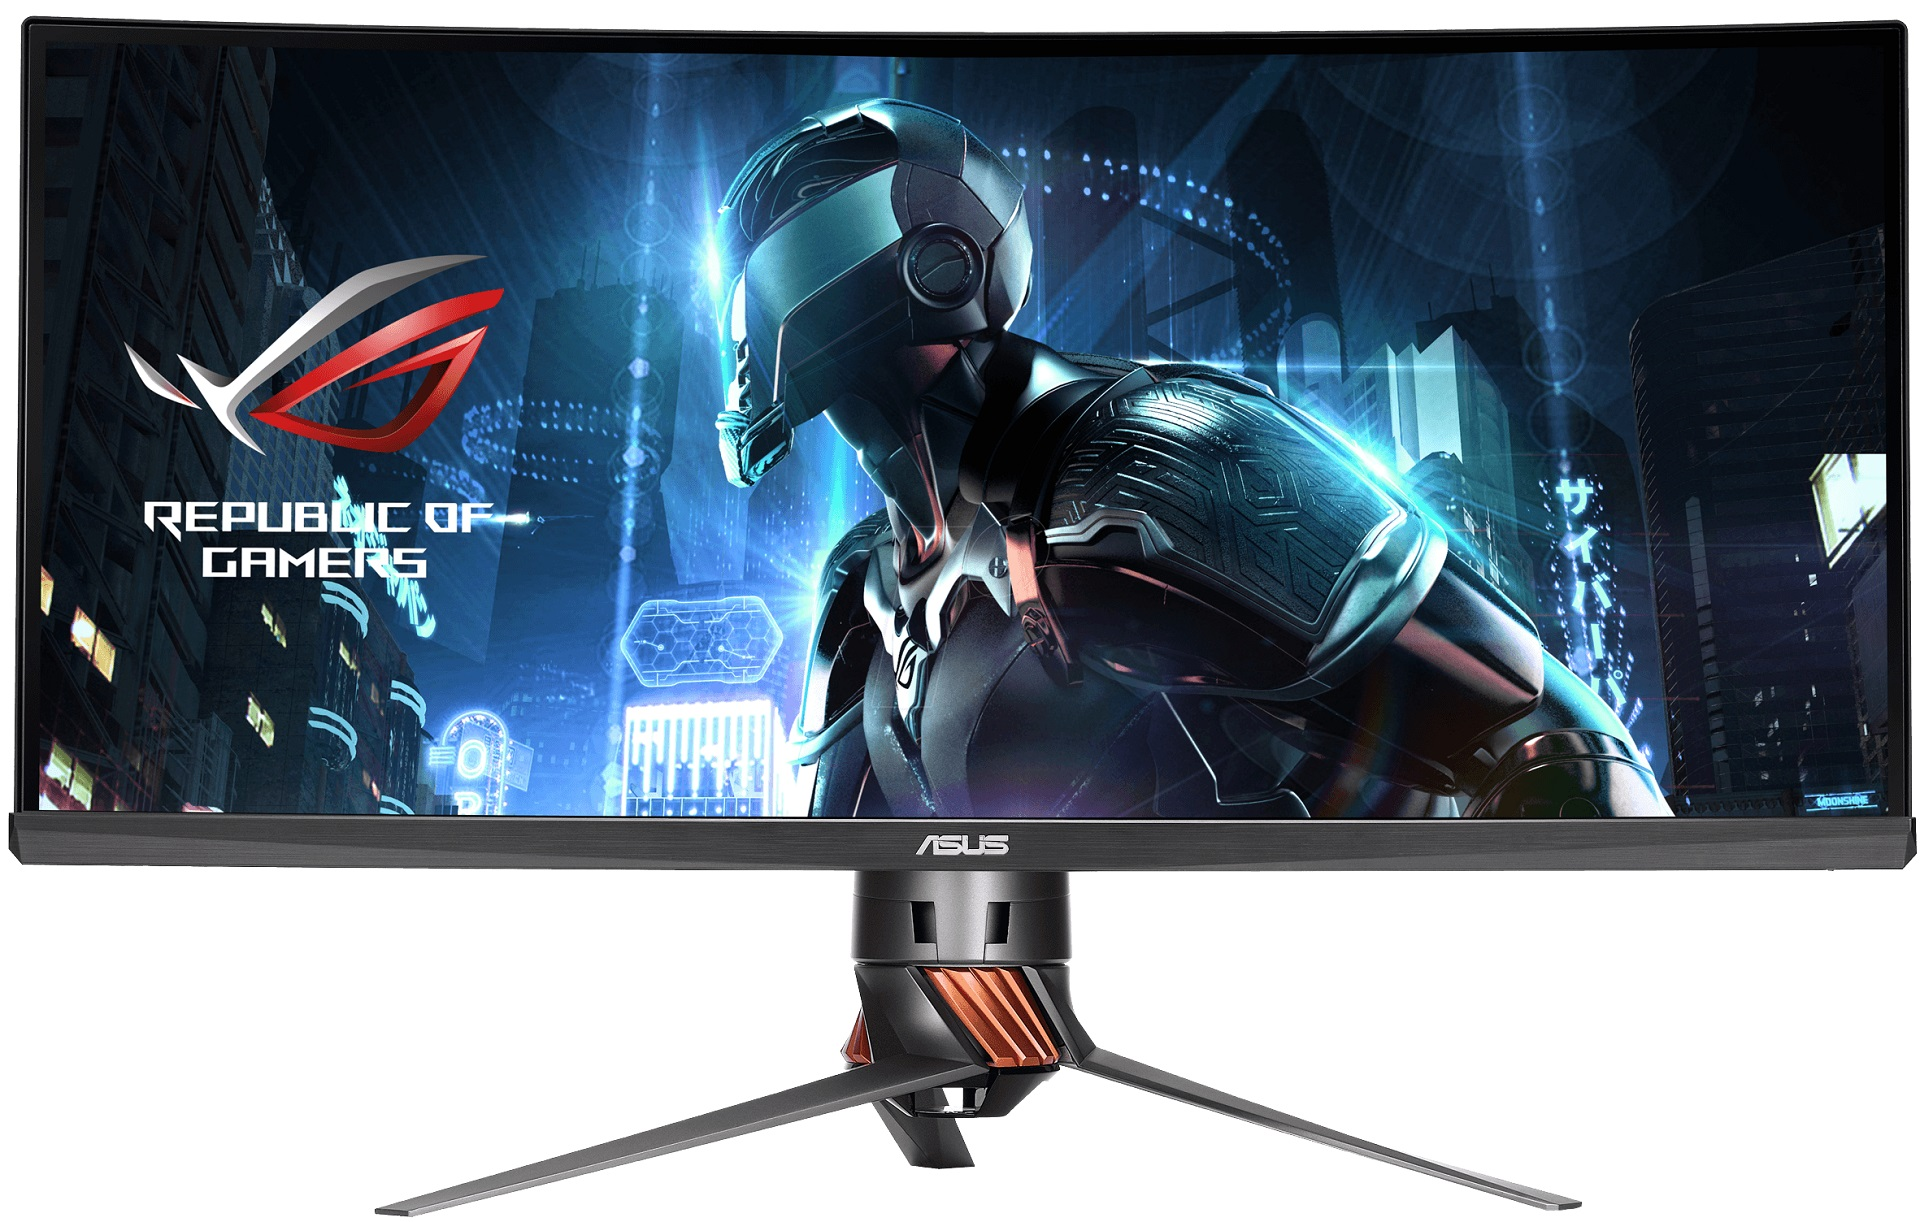 REPUBLIC OF
GAMERS
サイバーパ
MOONSHINE
ASUS